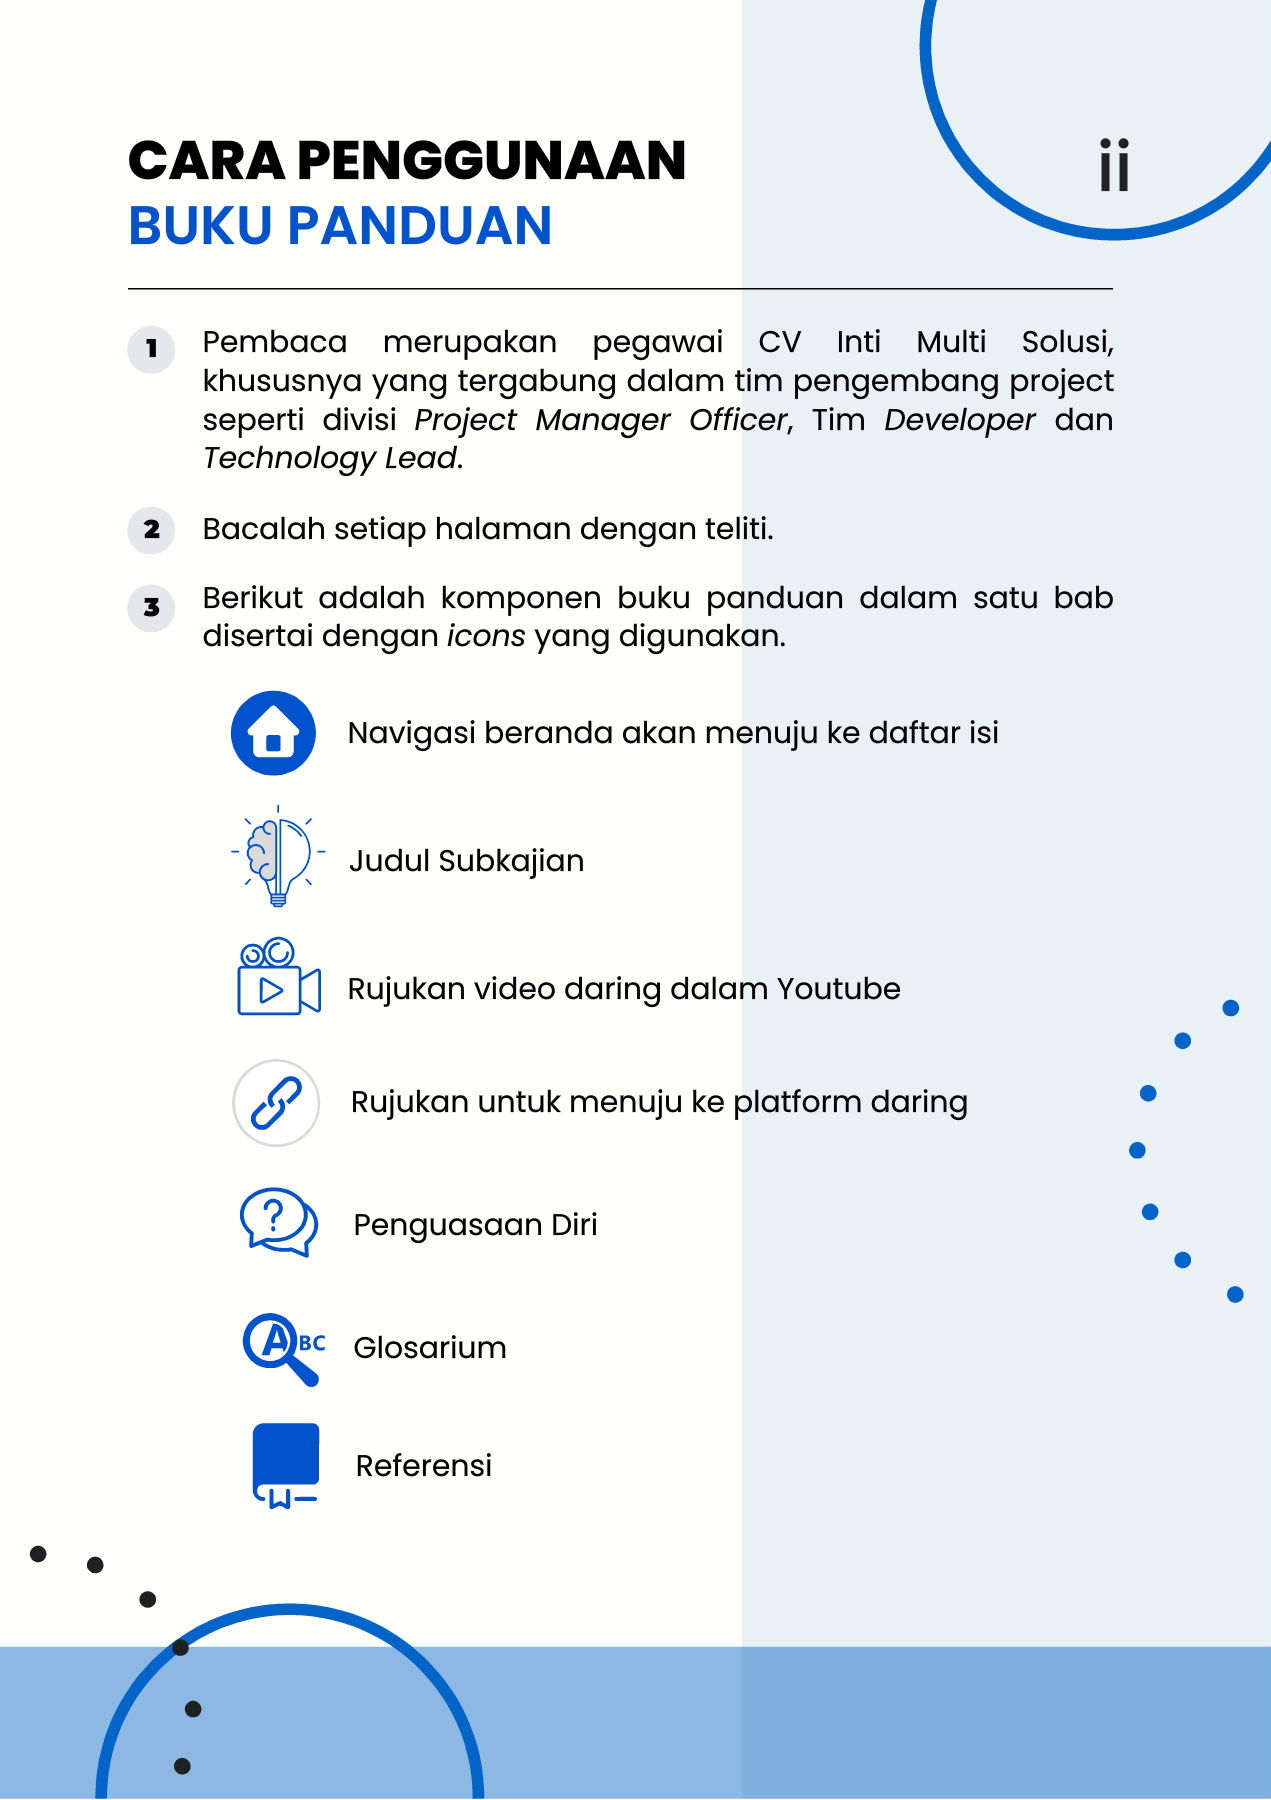 CARA PENGGUNAAN
BUKU PANDUAN
ii
1
Pembaca merupakan pegawai CV Inti Multi Solusi,
khususnya yang tergabung dalam tim pengembang project
seperti divisi Project Manager Officer, Tim Developer dan
Technology Lead.
2
Bacalah setiap halaman dengan teliti.
3
Berikut adalah komponen buku panduan dalam satu bab
disertai dengan icons yang digunakan.
Navigasi beranda akan menuju ke daftar isi
Judul Subkajian
Rujukan video daring dalam Youtube
Rujukan untuk menuju ke platform daring
?
Penguasaan Diri
ABC
Glosarium
Referensi